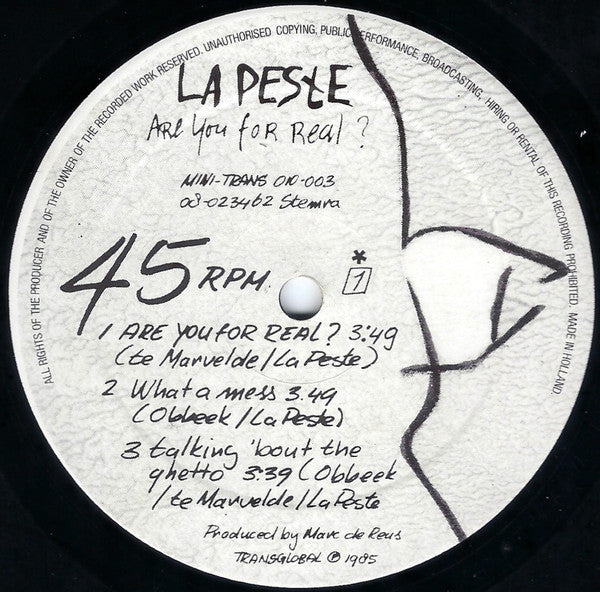 ALL RIGHTS OF THE PRODUCER AND OF THE OWNER OF THE RECORDED WORK RESERVED. UNAUTHORISED COPYING, PUBLIC PERFORMANCE, BROADCASTING, HIRING OR RENTAL OF THIS RECORDING PROHIBITED. MADE IN HOLLAND.
LA PESTE
Are You for Real?
MINI-TRANS 010-003
08-023462 Stemra
45 RPM
* 1
1 ARE YOU FOR REAL? 3:49
(te Marvelde/La Peste)
2 What a mess 3.49
(Obbeek/La Peste)
3 talking 'bout the
ghetto 3:39 (Obbeek
/te Marvelde/La Peste
Produced by Marc de Reus
TRANSGLOBAL ℗ 1985